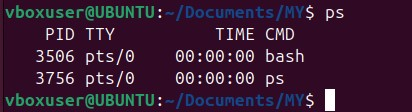 vboxuser@UBUNTU:~/Documents/MY$ ps
    PID TTY          TIME CMD
   3506 pts/0    00:00:00 bash
   3756 pts/0    00:00:00 ps
vboxuser@UBUNTU:~/Documents/MY$